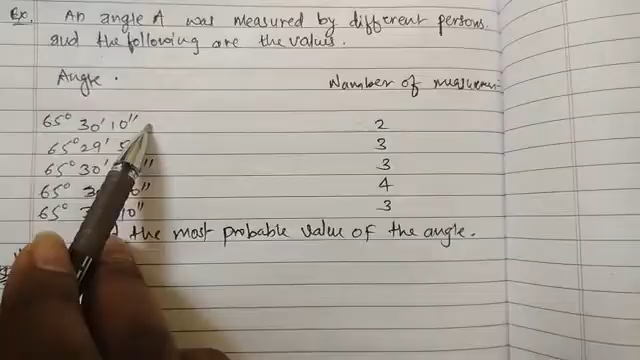 Ex. An angle A was measured by different persons
and the following are the values.
Angle. Number of
65° 30' 10" 2
65° 29' 3
65° 30' " 3
65° " 4
65° 10" 3
the most probable value of the angle.